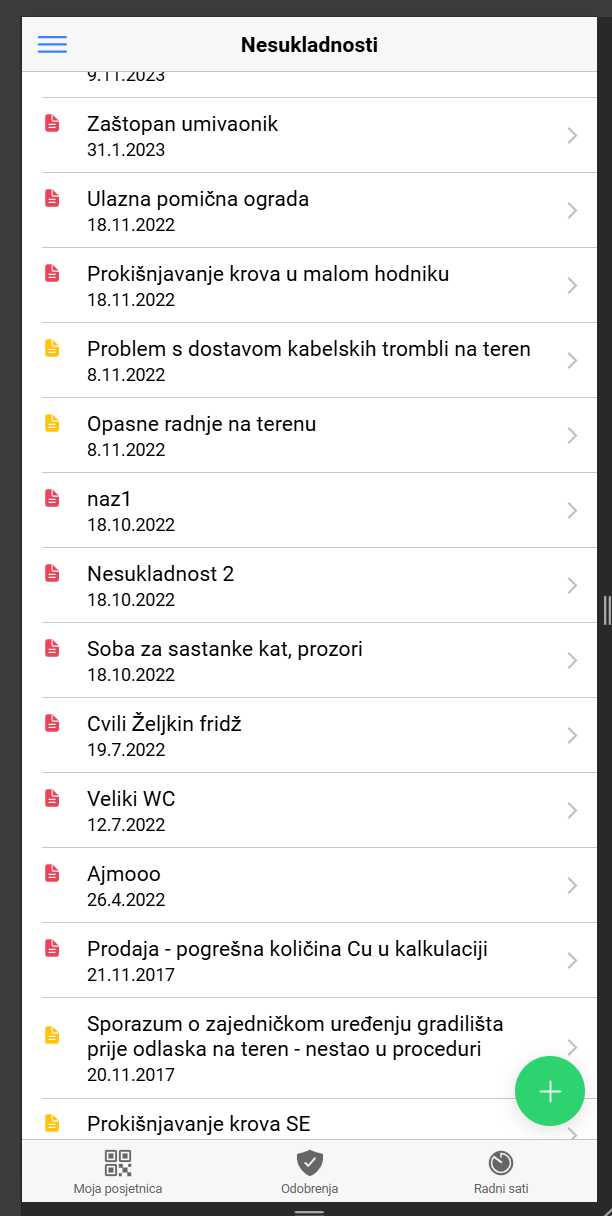 Nesukladnosti
9.11.2023
Zaštopan umivaonik
31.1.2023
Ulazna pomična ograda
18.11.2022
Prokišnjavanje krova u malom hodniku
18.11.2022
Problem s dostavom kabelskih trombli na teren
8.11.2022
Opasne radnje na terenu
8.11.2022
naz1
18.10.2022
Nesukladnost 2
18.10.2022
Soba za sastanke kat, prozori
18.10.2022
Cvili Željkin fridž
19.7.2022
Veliki WC
12.7.2022
Ajmooo
26.4.2022
Prodaja - pogrešna količina Cu u kalkulaciji
21.11.2017
Sporazum o zajedničkom uređenju gradilišta
prije odlaska na teren - nestao u proceduri
20.11.2017
Prokišnjavanje krova SE
Moja posjetnica
Odobrenja
Radni sati